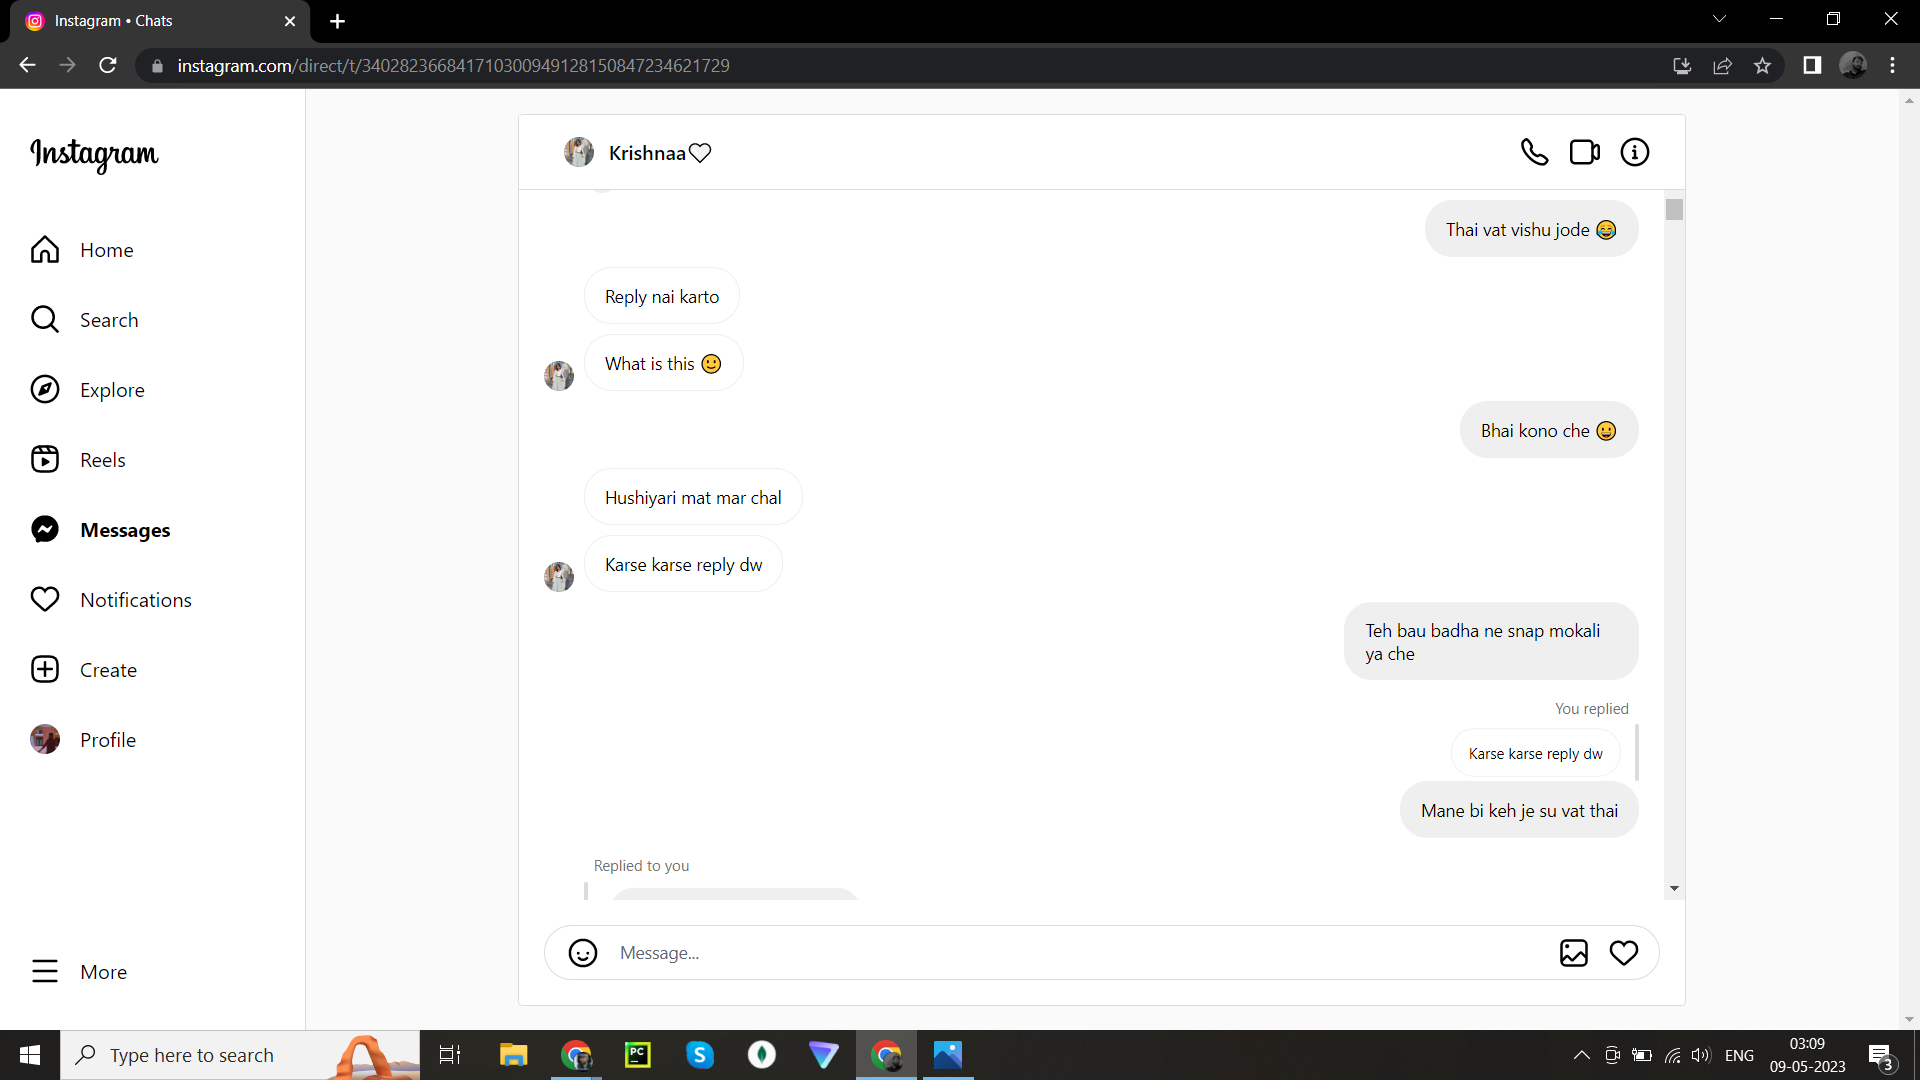 Instagram • Chats
instagram.com/direct/t/340282366841710300949128150847234621729
Instagram
Home
Search
Explore
Reels
Messages
Notifications
Create
Profile
More
Krishnaa♡
Thai vat vishu jode 😂
Reply nai karto
What is this 🙂
Bhai kono che 😀
Hushiyari mat mar chal
Karse karse reply dw
Teh bau badha ne snap mokali
ya che
You replied
Karse karse reply dw
Mane bi keh je su vat thai
Replied to you
Message...
Type here to search
PC
S
ENG
03:09
09-05-2023
3